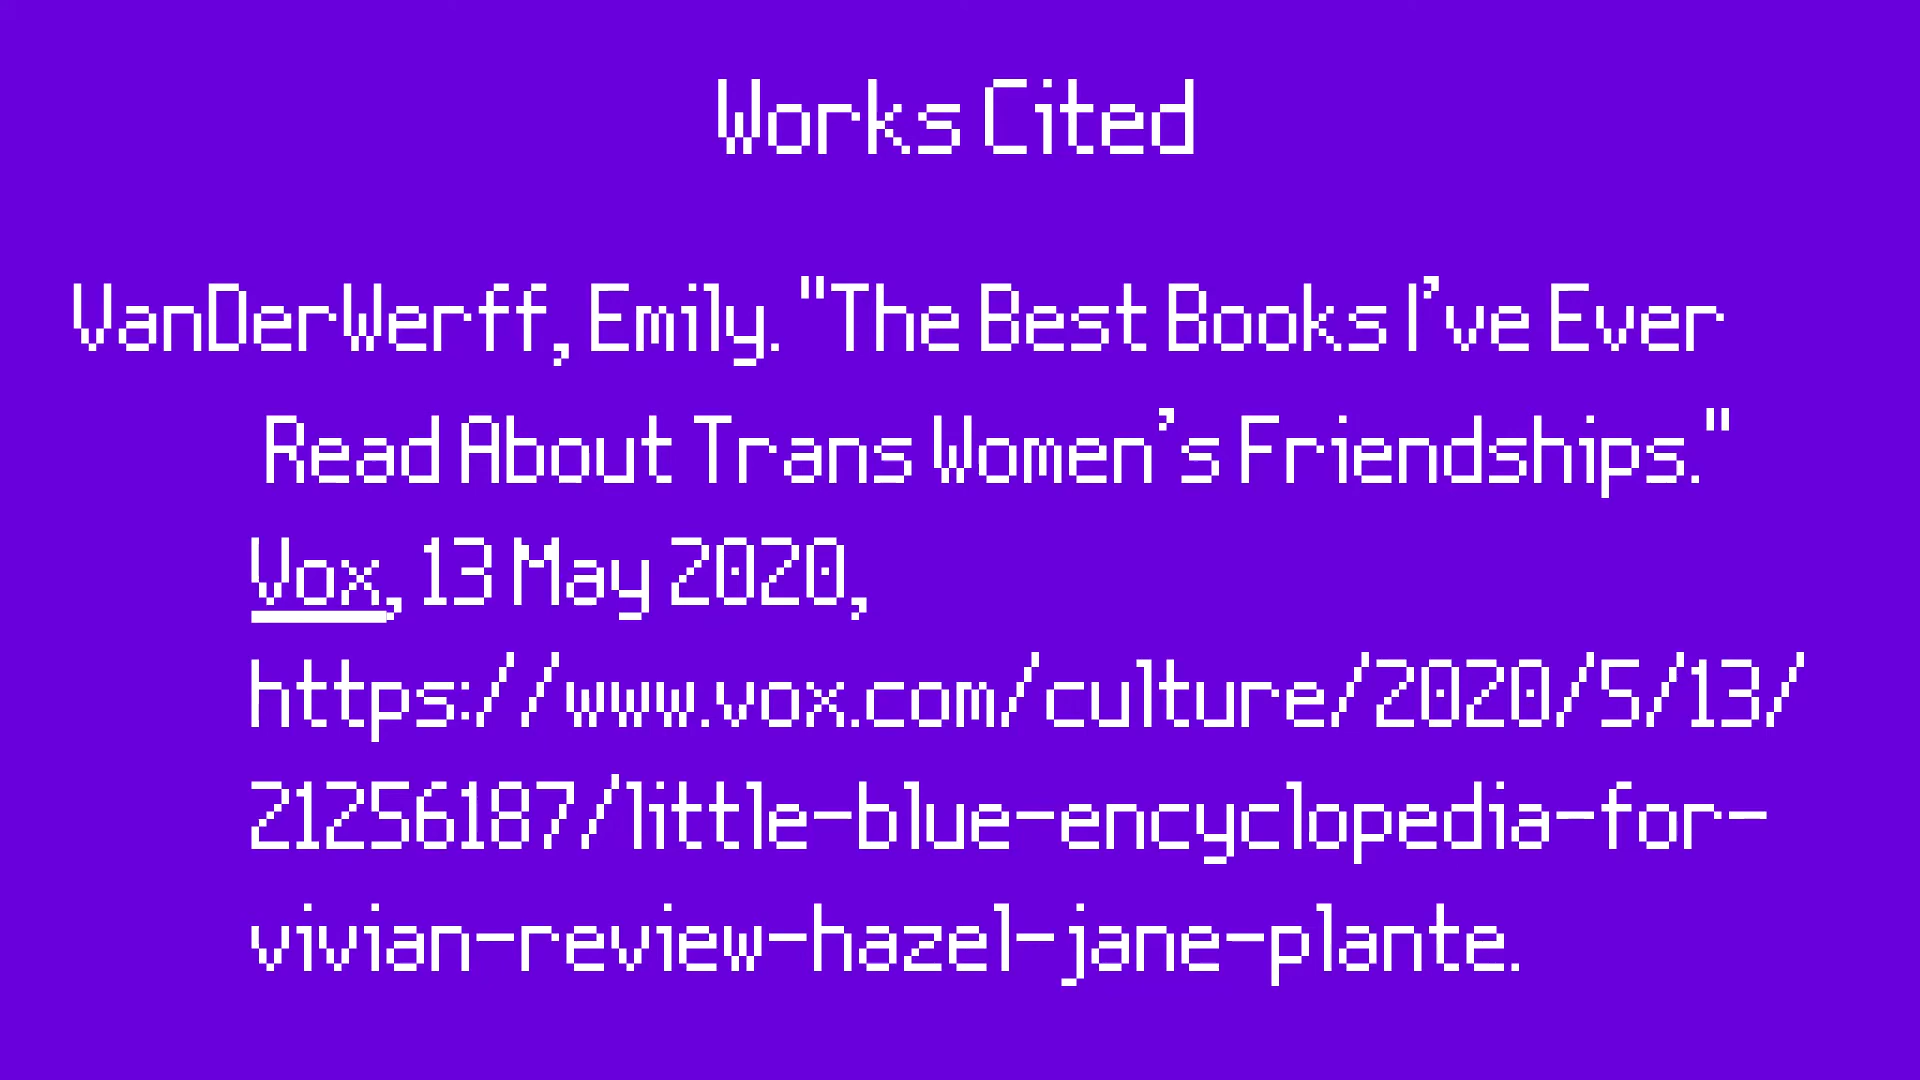 Works Cited
VanDerWerff, Emily. "The Best Books I've Ever
Read About Trans Women's Friendships."
Vox, 13 May 2020,
https://www.vox.com/culture/2020/5/13/
21256187/little-blue-encyclopedia-for-
vivian-review-hazel-jane-plante.